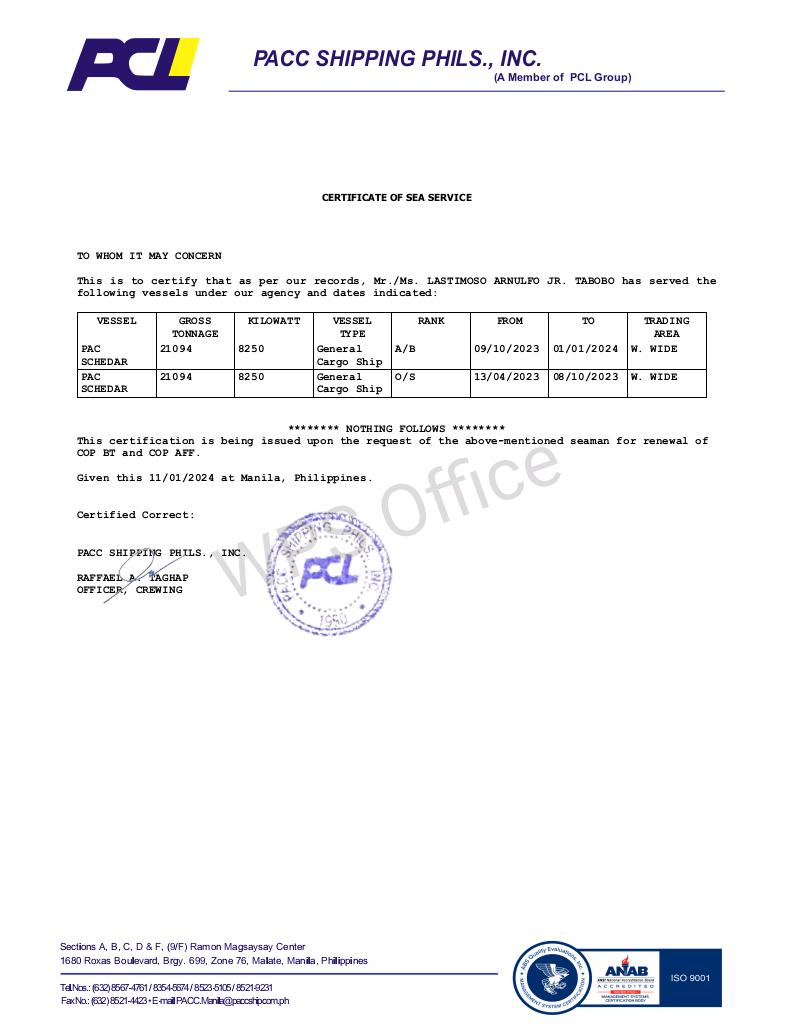 PCL
PACC SHIPPING PHILS., INC.
(A Member of PCL Group)
CERTIFICATE OF SEA SERVICE
TO WHOM IT MAY CONCERN
This is to certify that as per our records, Mr./Ms. LASTIMOSO ARNULFO JR. TABOBO has served the
following vessels under our agency and dates indicated:
VESSEL GROSS KILOWATT VESSEL RANK FROM TO TRADING
TONNAGE TYPE AREA
PAC 21094 8250 General A/B 09/10/2023 01/01/2024 W. WIDE
SCHEDAR Cargo Ship
PAC 21094 8250 General O/S 13/04/2023 08/10/2023 W. WIDE
SCHEDAR Cargo Ship
******** NOTHING FOLLOWS ********
This certification is being issued upon the request of the above-mentioned seaman for renewal of
COP BT and COP AFF.
Given this 11/01/2024 at Manila, Philippines.
WPS Office
Certified Correct:
PACC SHIPPING PHILS., INC.
RAFFAEL A. TAGHAP
OFFICER, CREWING
PACC SHIPPING PHILS. INC.
PCL
1990
Sections A, B, C, D & F, (9/F) Ramon Magsaysay Center
1680 Roxas Boulevard, Brgy. 699, Zone 76, Malate, Manila, Phillippines
Tell.Nos.: (632) 8567-4761 / 8354-5674 / 8523-5105 / 8521-9231
Fax No.: (632) 8521-4423 • E-maill PACC.Manila@paccship.com.ph
ABS Quality Evaluations, Inc.
MANAGEMENT SYSTEM CERTIFICATION
ANAB
ANSI National Accreditation Board
ACCREDITED
MANAGEMENT SYSTEMS
CERTIFICATION BODY
ISO 9001